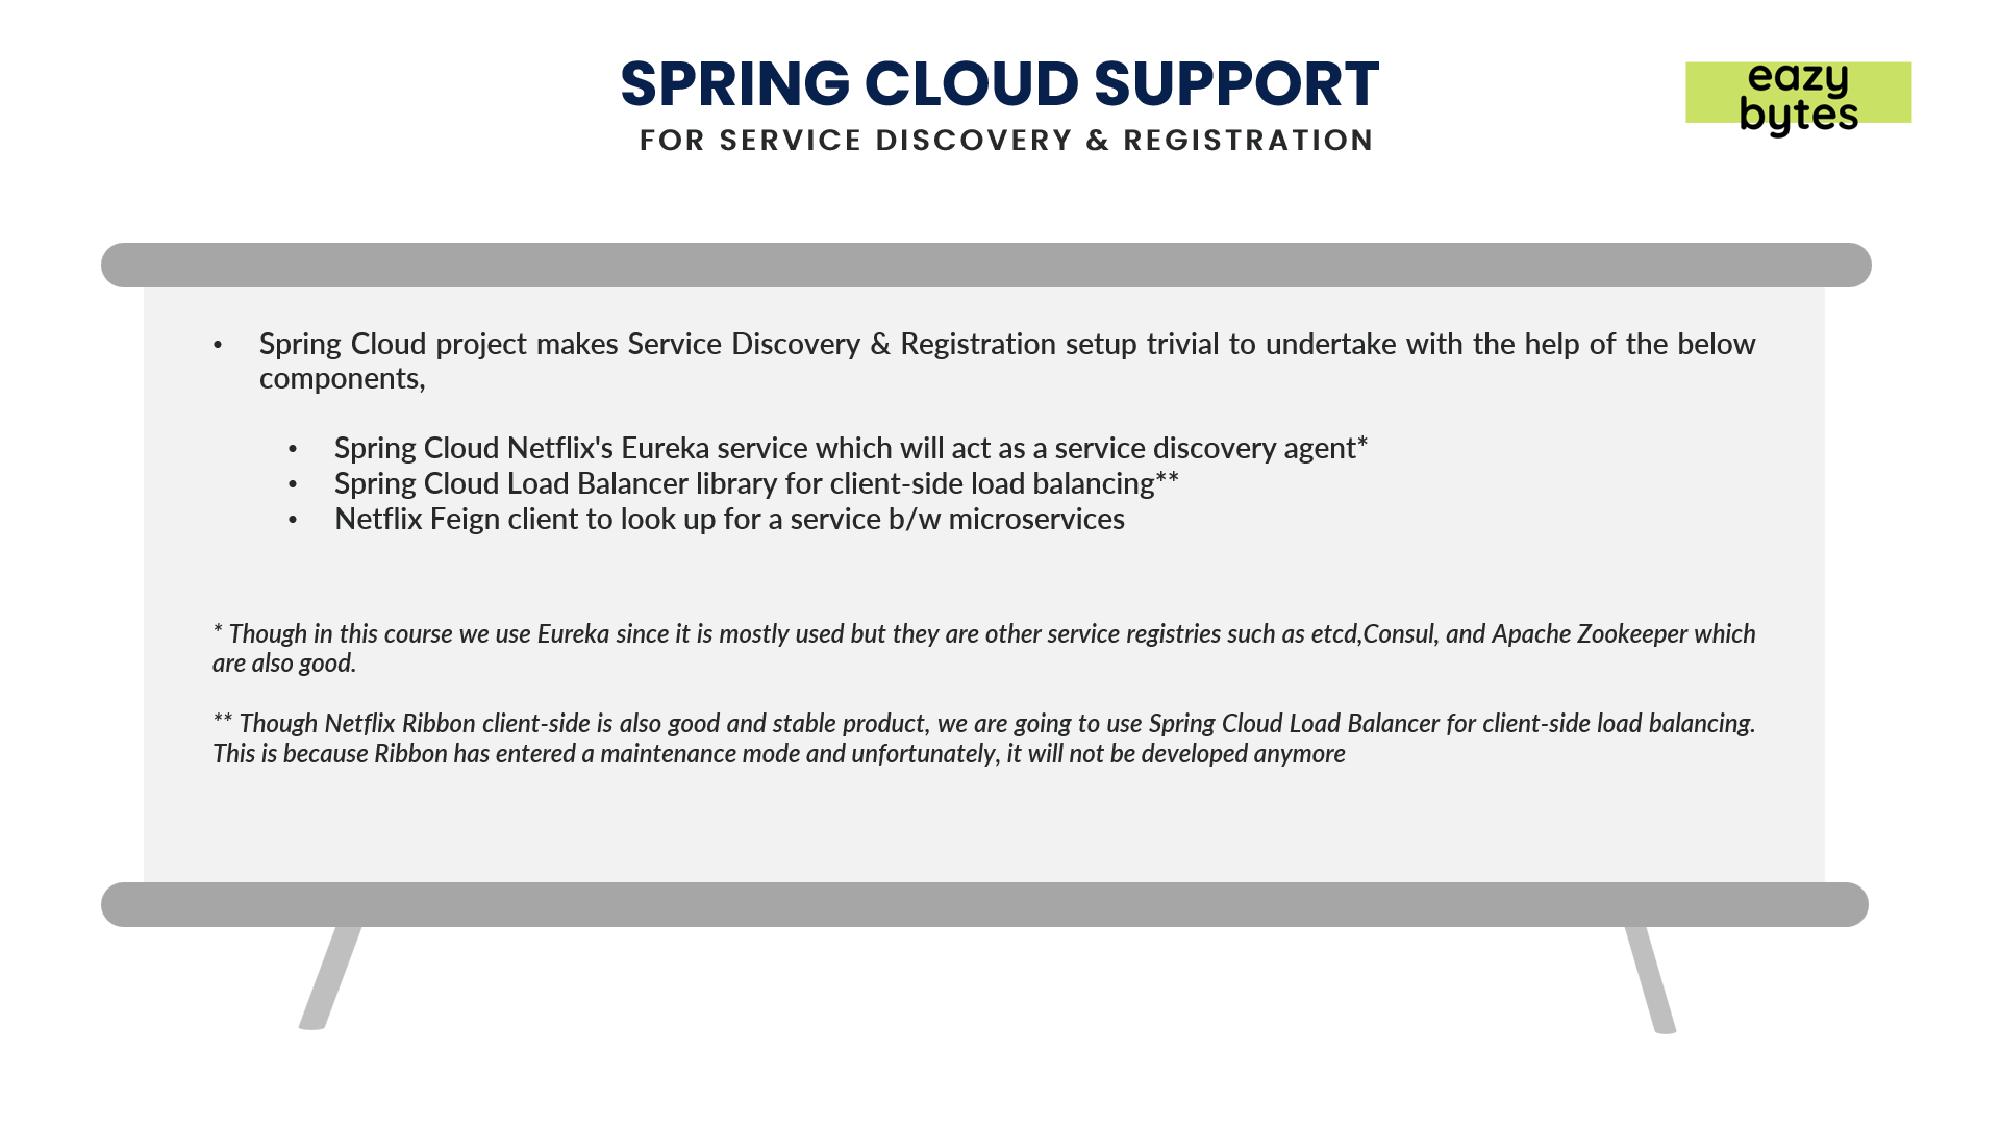 SPRING CLOUD SUPPORT
FOR SERVICE DISCOVERY & REGISTRATION
eazy
bytes
• Spring Cloud project makes Service Discovery & Registration setup trivial to undertake with the help of the below
components,
• Spring Cloud Netflix's Eureka service which will act as a service discovery agent*
• Spring Cloud Load Balancer library for client-side load balancing**
• Netflix Feign client to look up for a service b/w microservices
* Though in this course we use Eureka since it is mostly used but they are other service registries such as etcd,Consul, and Apache Zookeeper which
are also good.
** Though Netflix Ribbon client-side is also good and stable product, we are going to use Spring Cloud Load Balancer for client-side load balancing.
This is because Ribbon has entered a maintenance mode and unfortunately, it will not be developed anymore